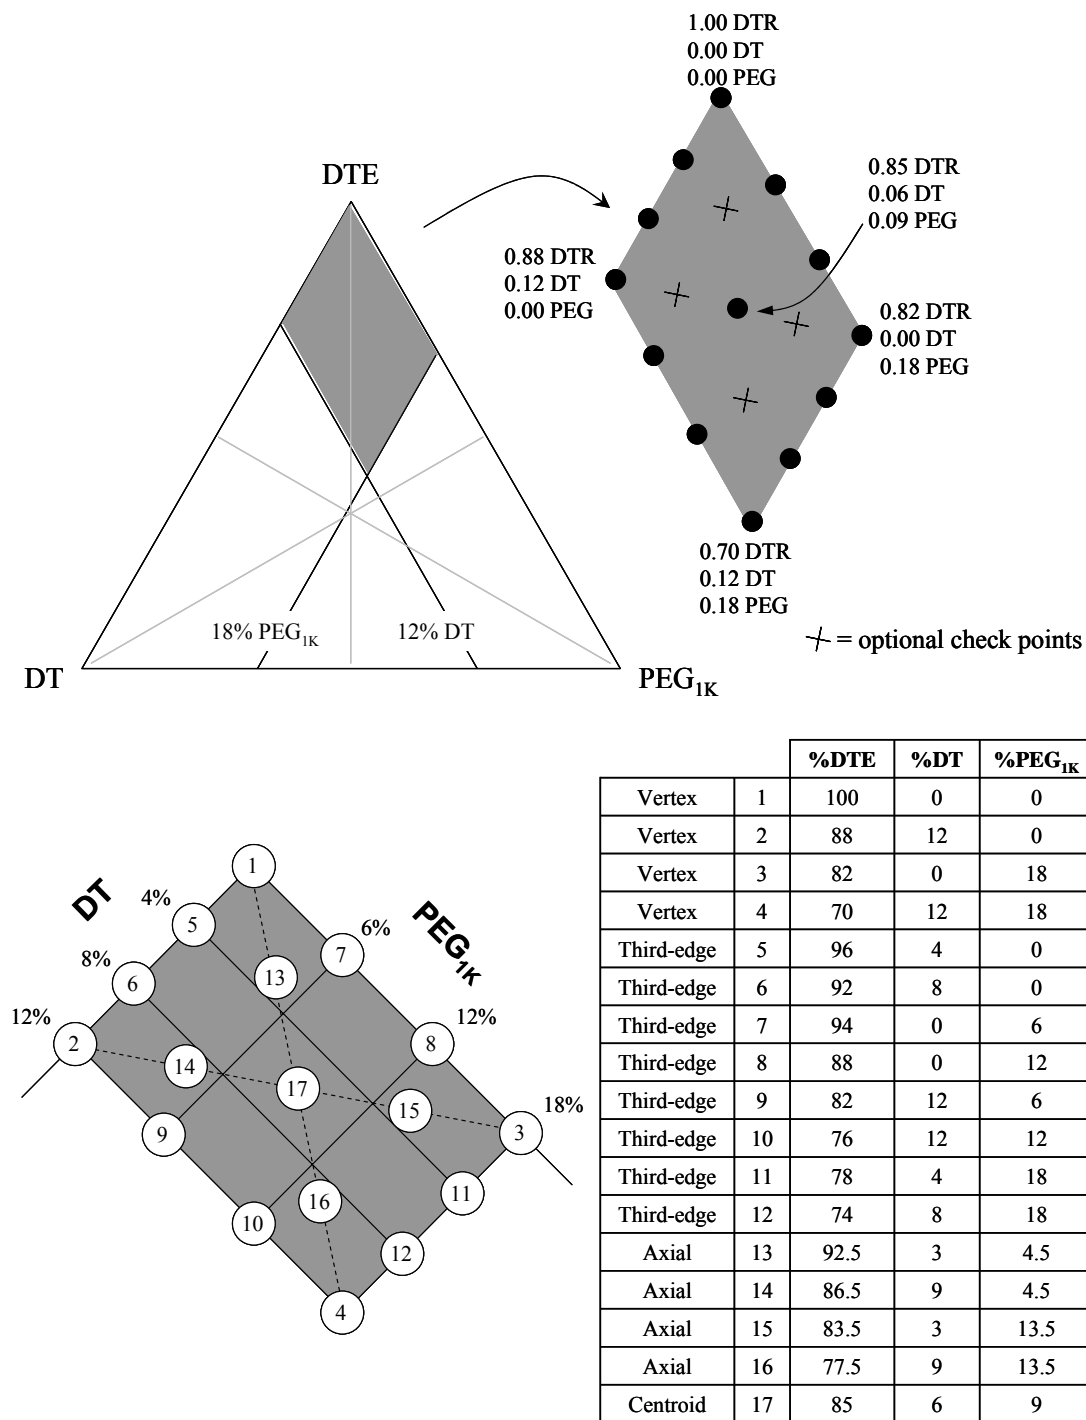 1.00 DTR
0.00 DT
0.00 PEG
DTE
0.85 DTR
0.06 DT
0.09 PEG
0.88 DTR
0.12 DT
0.00 PEG
0.82 DTR
0.00 DT
0.18 PEG
0.70 DTR
0.12 DT
0.18 PEG
18% PEG1K
12% DT
= optional check points
DT
PEG1K
%DTE %DT %PEG1K
Vertex 1 100 0 0
Vertex 2 88 12 0
Vertex 3 82 0 18
Vertex 4 70 12 18
Third-edge 5 96 4 0
Third-edge 6 92 8 0
Third-edge 7 94 0 6
Third-edge 8 88 0 12
Third-edge 9 82 12 6
Third-edge 10 76 12 12
Third-edge 11 78 4 18
Third-edge 12 74 8 18
Axial 13 92.5 3 4.5
Axial 14 86.5 9 4.5
Axial 15 83.5 3 13.5
Axial 16 77.5 9 13.5
Centroid 17 85 6 9
DT
PEG1K
1
4%
5
6%
7
8%
6
13
12%
2
12%
8
14
17
15
18%
3
9
11
16
10
12
4